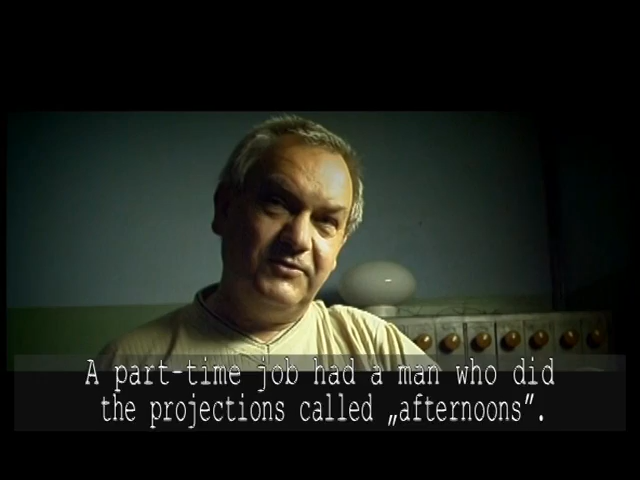 A part-time job had a man who did
the projections called „afternoons”.